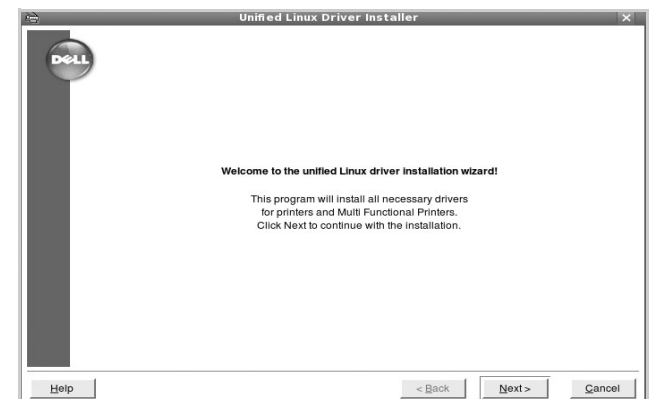 Unified Linux Driver Installer
DELL
Welcome to the unified Linux driver installation wizard!
This program will install all necessary drivers
for printers and Multi Functional Printers.
Click Next to continue with the installation.
Help
< Back
Next >
Cancel